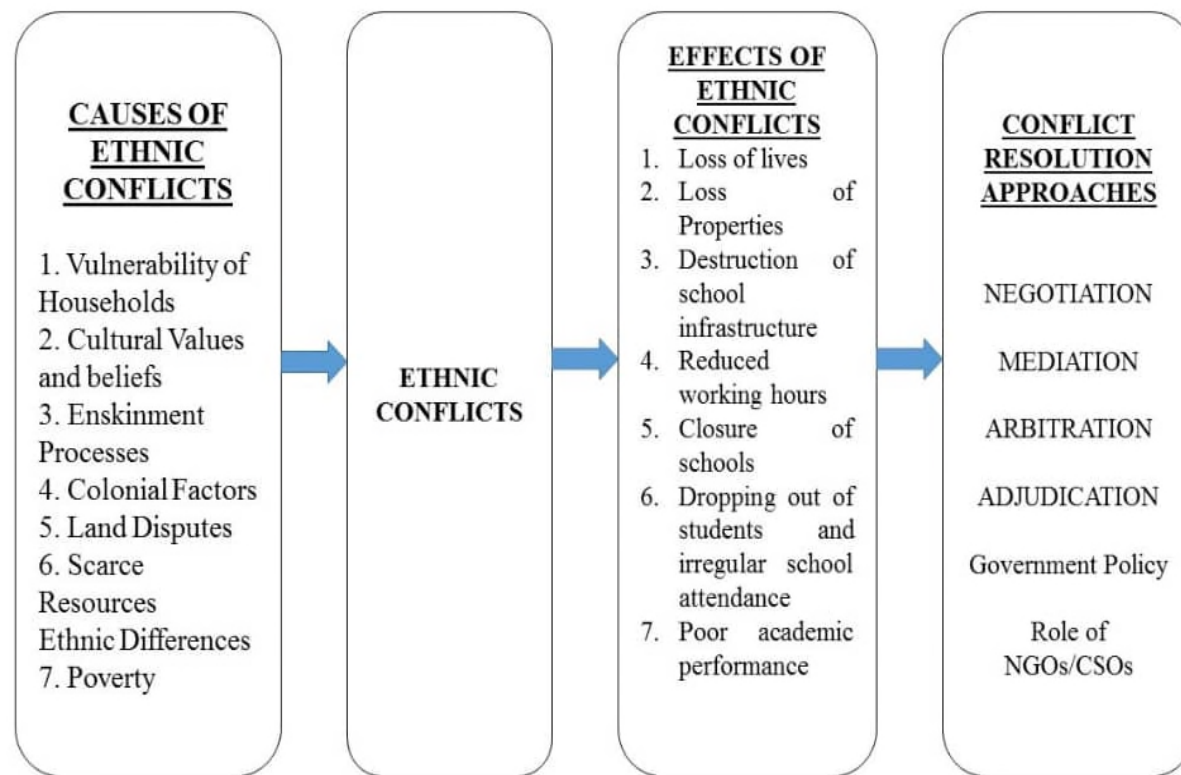 CAUSES OF
ETHNIC
CONFLICTS
1. Vulnerability of
Households
2. Cultural Values
and beliefs
3. Enskinment
Processes
4. Colonial Factors
5. Land Disputes
6. Scarce
Resources
Ethnic Differences
7. Poverty
ETHNIC
CONFLICTS
EFFECTS OF
ETHNIC
CONFLICTS
1. Loss of lives
2. Loss of
Properties
3. Destruction of
school
infrastructure
4. Reduced
working hours
5. Closure of
schools
6. Dropping out of
students and
irregular school
attendance
7. Poor academic
performance
CONFLICT
RESOLUTION
APPROACHES
NEGOTIATION
MEDIATION
ARBITRATION
ADJUDICATION
Government Policy
Role of
NGOs/CSOs